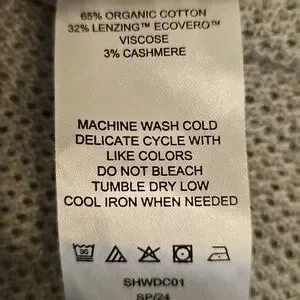 65% ORGANIC COTTON
32% LENZING™ ECOVERO™
VISCOSE
3% CASHMERE
MACHINE WASH COLD
DELICATE CYCLE WITH
LIKE COLORS
DO NOT BLEACH
TUMBLE DRY LOW
COOL IRON WHEN NEEDED
SHWDC01
SP/24